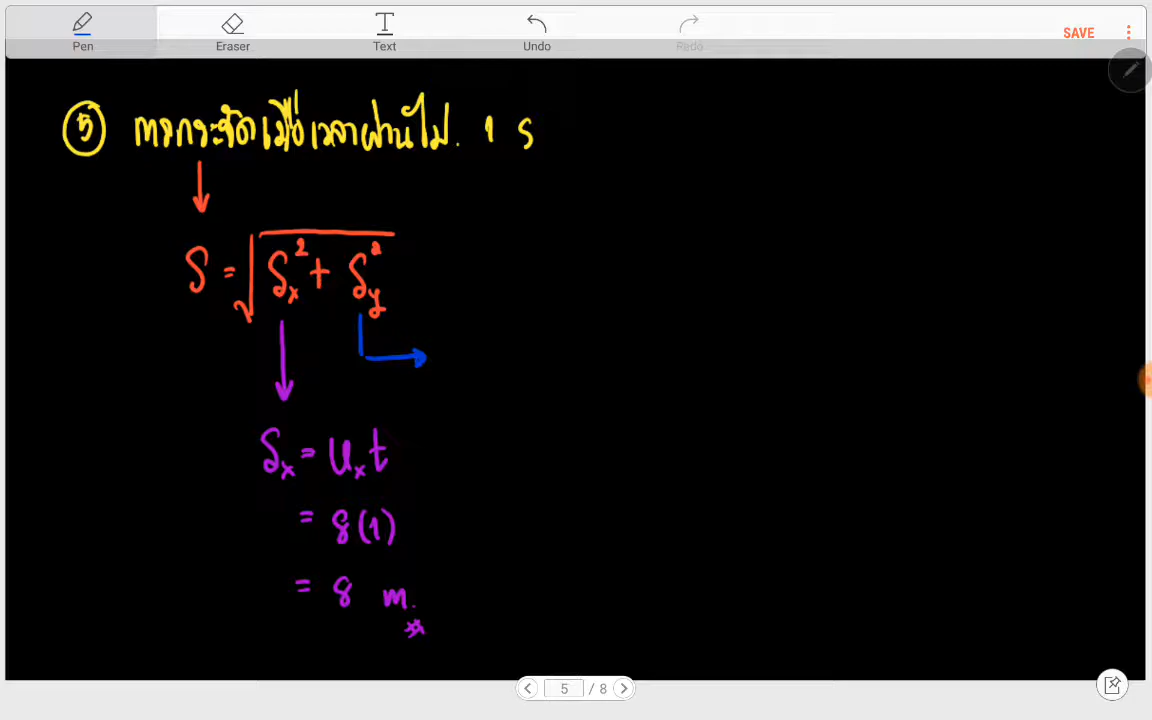 Pen Eraser Text Undo Redo SAVE
5 การกระจัดเมื่อเวลาผ่านไป. 1 s
S = √Sx² + Sy²
Sx = Uxt
= 8(1)
= 8 m.
5 / 8